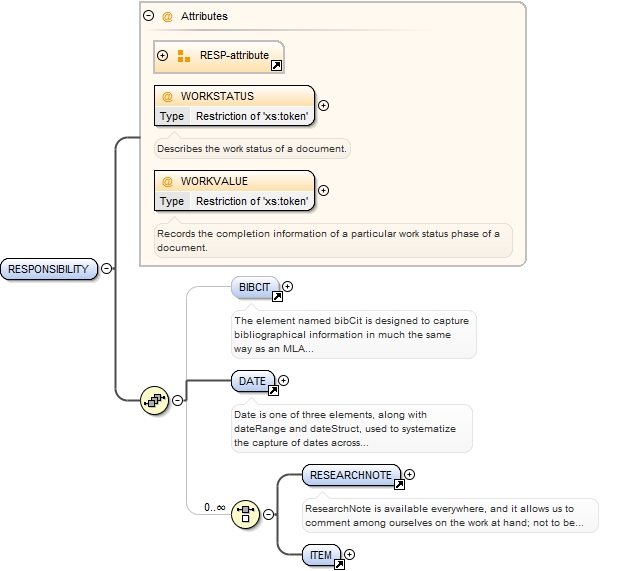 @ Attributes
RESP-attribute
@ WORKSTATUS
Type Restriction of 'xs:token'
Describes the work status of a document.
@ WORKVALUE
Type Restriction of 'xs:token'
Records the completion information of a particular work status phase of a
document.
RESPONSIBILITY
BIBCIT
The element named bibCit is designed to capture
bibliographical information in much the same
way as an MLA...
DATE
Date is one of three elements, along with
dateRange and dateStruct, used to systematize
the capture of dates across...
RESEARCHNOTE
0..∞
ResearchNote is available everywhere, and it allows us to
comment among ourselves on the work at hand; not to be...
ITEM